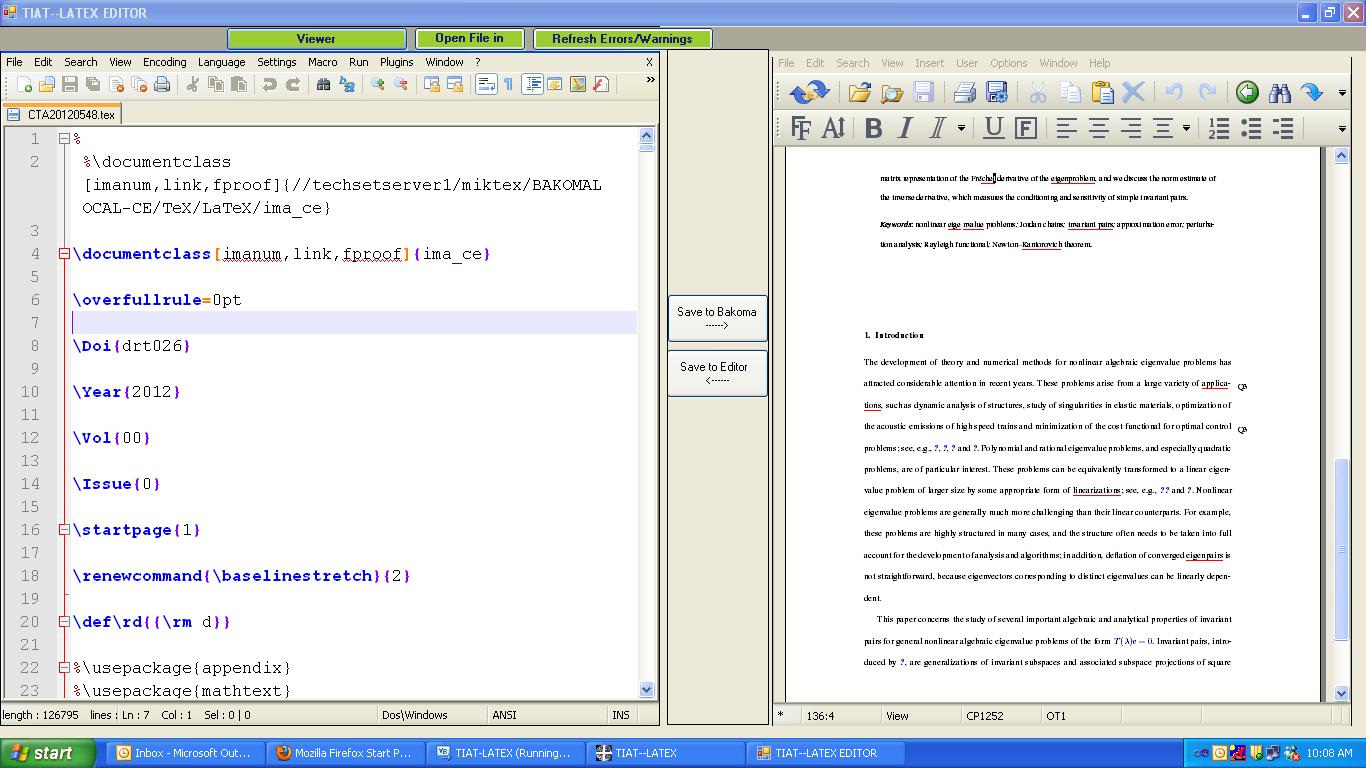 TIAT--LATEX EDITOR
Viewer
Open File in
Refresh Errors/Warnings
File Edit Search View Encoding Language Settings Macro Run Plugins Window ? X
CTA20120548.tex
1 %
2 %\documentclass
[imanum,link,fproof]{//techsetserver1/miktex/BAKOMAL
OCAL-CE/TeX/LaTeX/ima_ce}
3
4 \documentclass[imanum,link,fproof]{ima_ce}
5
6 \overfullrule=0pt
7
8 \Doi{drt026}
9
10 \Year{2012}
11
12 \Vol{00}
13
14 \Issue{0}
15
16 \startpage{1}
17
18 \renewcommand{\baselinestretch}{2}
19
20 \def\rd{{\rm d}}
21
22 %\usepackage{appendix}
23 %\usepackage{mathtext}
length : 126795 lines : Ln : 7 Col : 1 Sel : 0 | 0 Dos\Windows ANSI INS
Save to Bakoma
------>
Save to Editor
<------
File Edit Search View Insert User Options Window Help
matrix representation of the Fréchet derivative of the eigenproblem, and we discuss the norm estimate of
the inverse derivative, which measures the conditioning and sensitivity of simple invariant pairs.
Keywords: nonlinear eige nvalue problems; Jordan chains; invariant pairs; approximation error; perturba-
tion analysis; Rayleigh functional; Newton–Kantorovich theorem.
1. Introduction
The development of theory and numerical methods for nonlinear algebraic eigenvalue problems has
attracted considerable attention in recent years. These problems arise from a large variety of applica- Q3
tions, such as dynamic analysis of structures, study of singularities in elastic materials, optimization of
the acoustic emissions of high speed trains and minimization of the cost functional for optimal control Q3
problems; see, e.g., ?, ?, ? and ?. Polynomial and rational eigenvalue problems, and especially quadratic
problems, are of particular interest. These problems can be equivalently transformed to a linear eigen-
value problem of larger size by some appropriate form of linearizations; see, e.g., ?? and ?. Nonlinear
eigenvalue problems are generally much more challenging than their linear counterparts. For example,
these problems are highly structured in many cases, and the structure often needs to be taken into full
account for the development of analysis and algorithms; in addition, deflation of converged eigenpairs is
not straightforward, because eigenvectors corresponding to distinct eigenvalues can be linearly depen-
dent.
This paper concerns the study of several important algebraic and analytical properties of invariant
pairs for general nonlinear algebraic eigenvalue problems of the form T(λ)v = 0. Invariant pairs, intro-
duced by ?, are generalizations of invariant subspaces and associated subspace projections of square
* 136:4 View CP1252 OT1
start
Inbox - Microsoft Out...
Mozilla Firefox Start P...
TIAT-LATEX (Running...
TIAT--LATEX
TIAT--LATEX EDITOR
10:08 AM